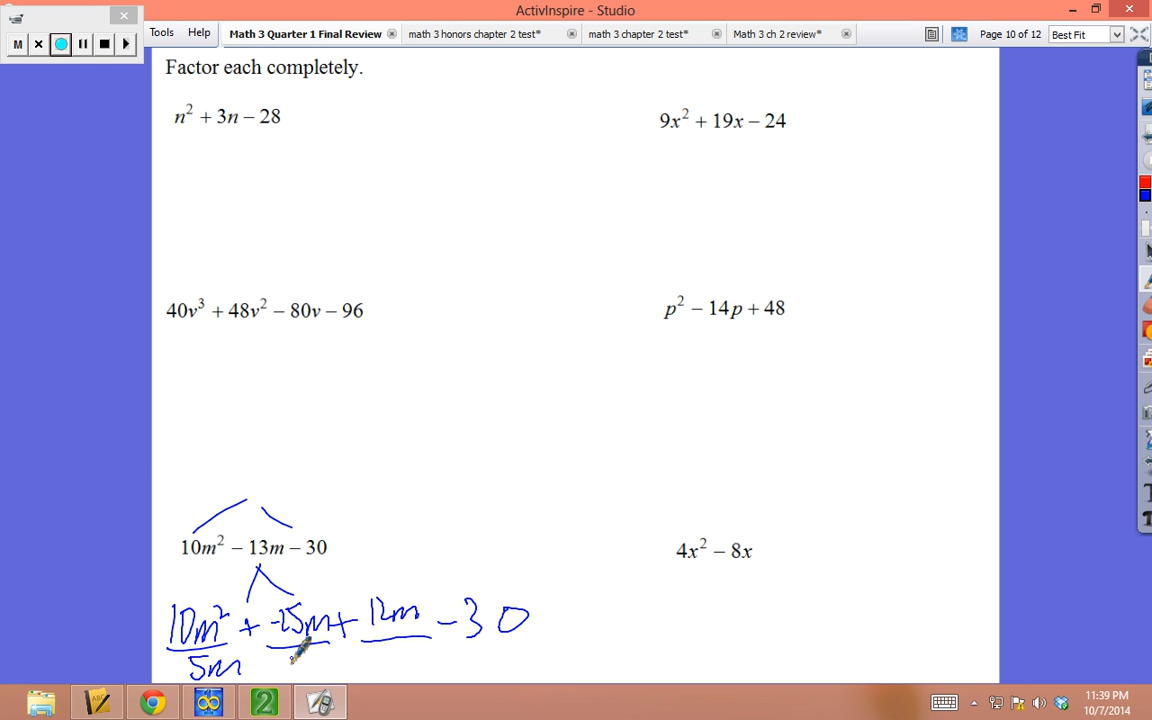 ActivInspire - Studio
M
Tools Help Math 3 Quarter 1 Final Review math 3 honors chapter 2 test* math 3 chapter 2 test* Math 3 ch 2 review* Page 10 of 12 Best Fit
Factor each completely.
n² + 3n − 28
9x² + 19x − 24
40v³ + 48v² − 80v − 96
p² − 14p + 48
10m² − 13m − 30
4x² − 8x
10m² + -25m + 12m - 30
5m
ABC
2
11:39 PM
10/7/2014